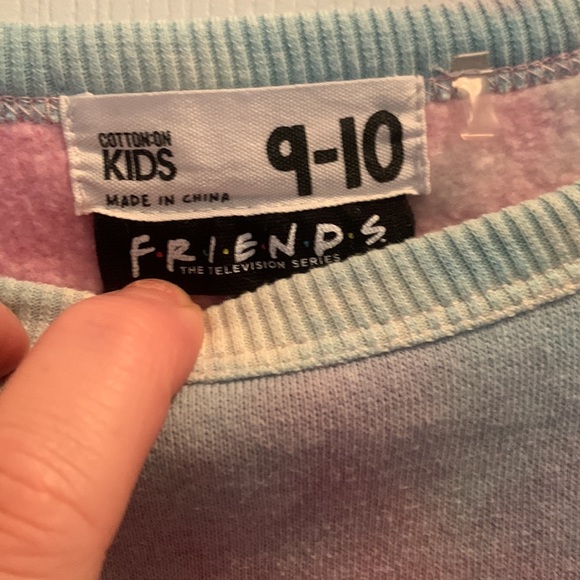 COTTON:ON
KIDS
9-10
MADE IN CHINA
F·R·I·E·N·D·S
THE TELEVISION SERIES